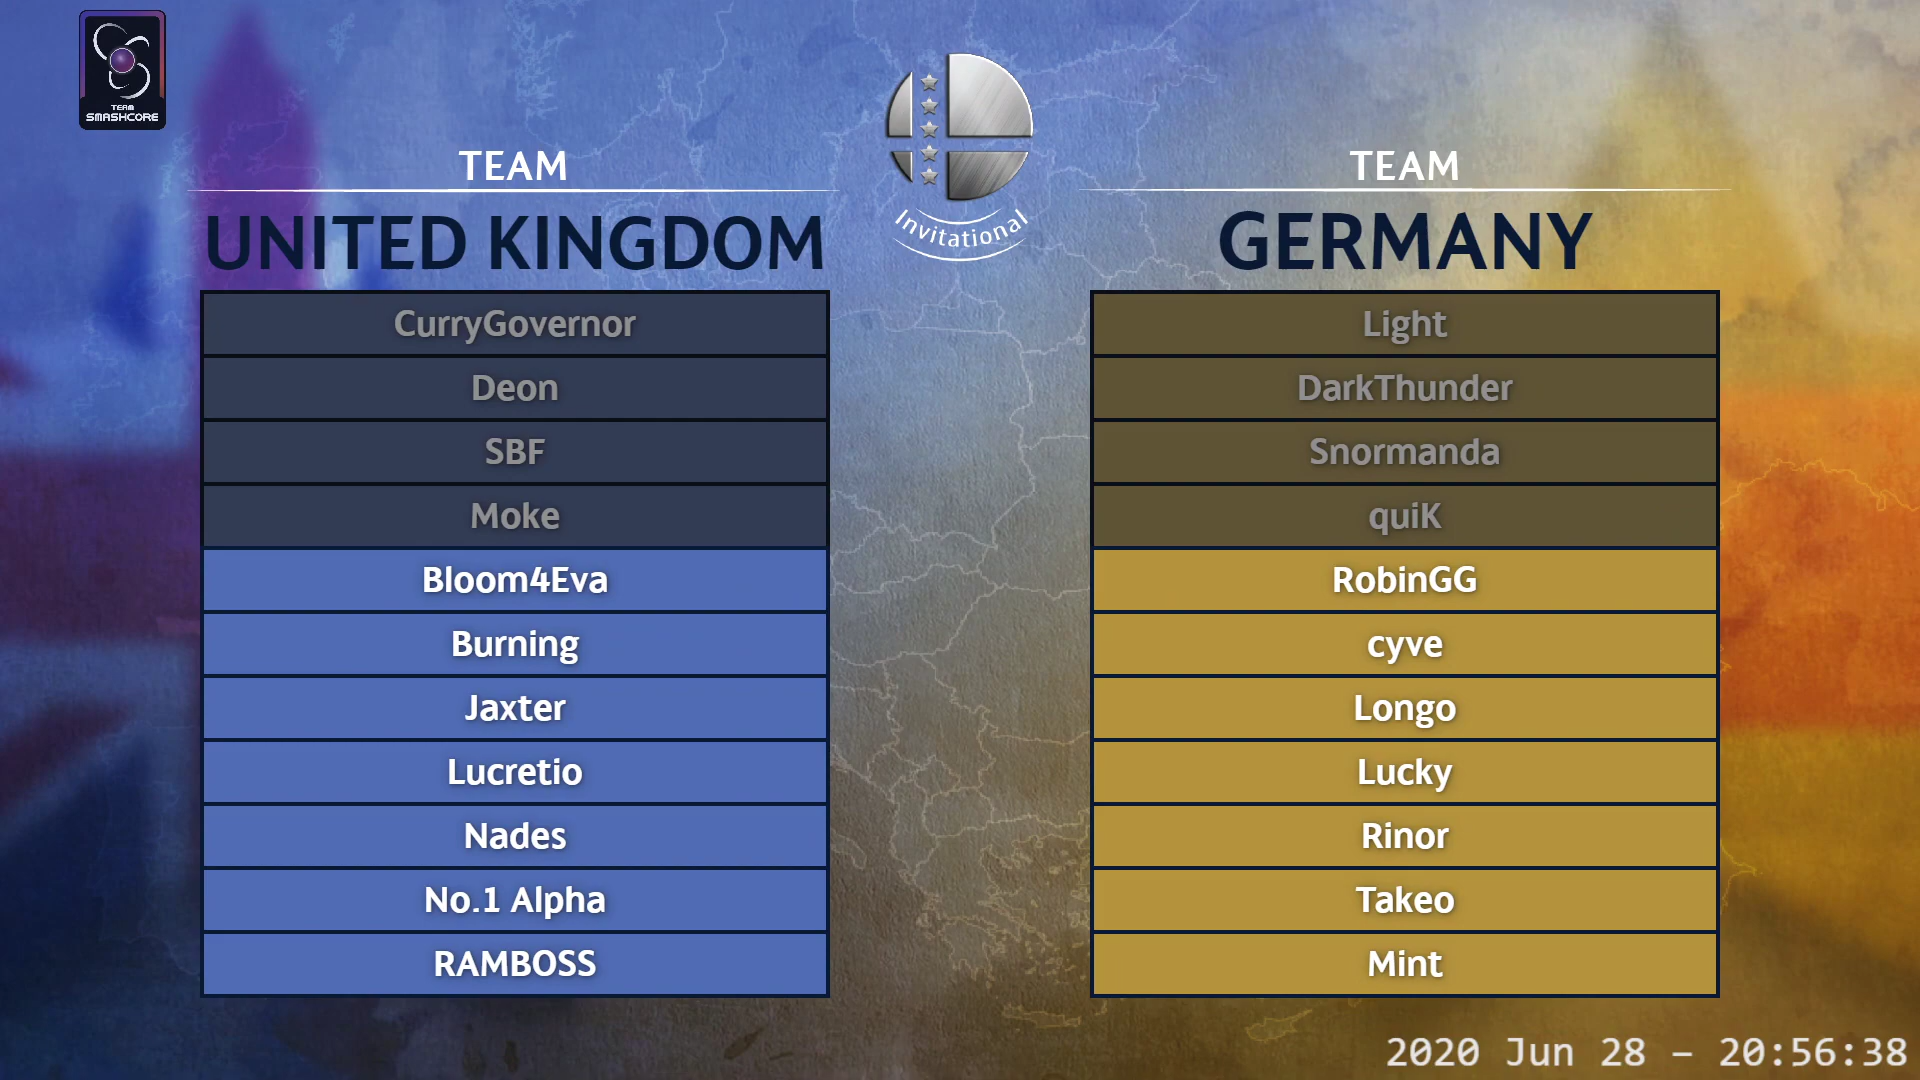 TEAM
SMASHCORE
TEAM
UNITED KINGDOM
CurryGovernor
Deon
SBF
Moke
Bloom4Eva
Burning
Jaxter
Lucretio
Nades
No.1 Alpha
RAMBOSS
Invitational
TEAM
GERMANY
Light
DarkThunder
Snormanda
quiK
RobinGG
cyve
Longo
Lucky
Rinor
Takeo
Mint
2020 Jun 28 – 20:56:38